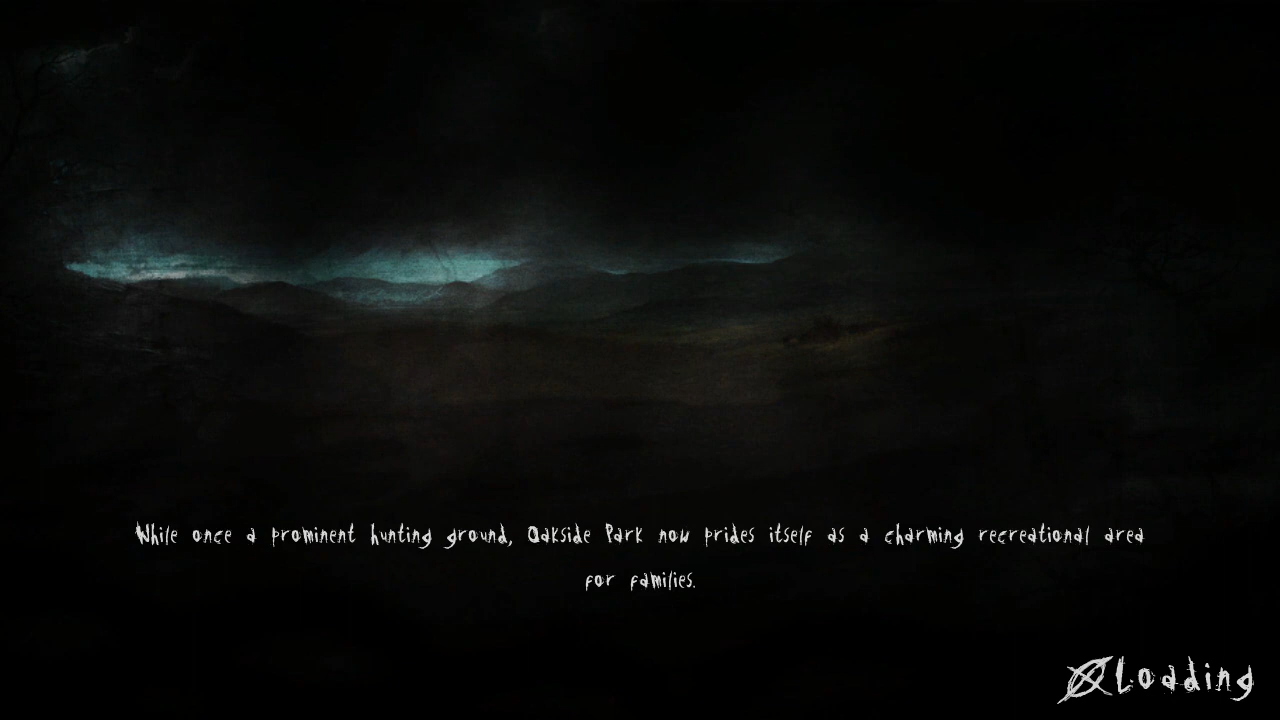 While once a prominent hunting ground, Oakside Park now prides itself as a charming recreational area
for families.
Loading